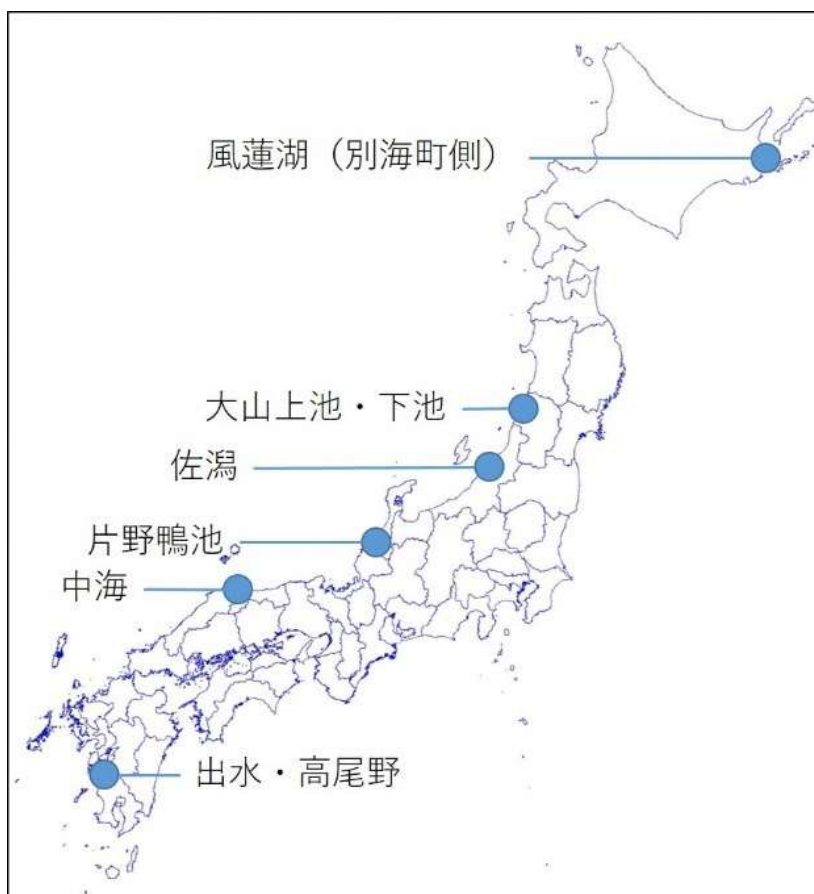 風蓮湖（別海町側）
大山上池・下池
佐潟
片野鴨池
中海
出水・高尾野